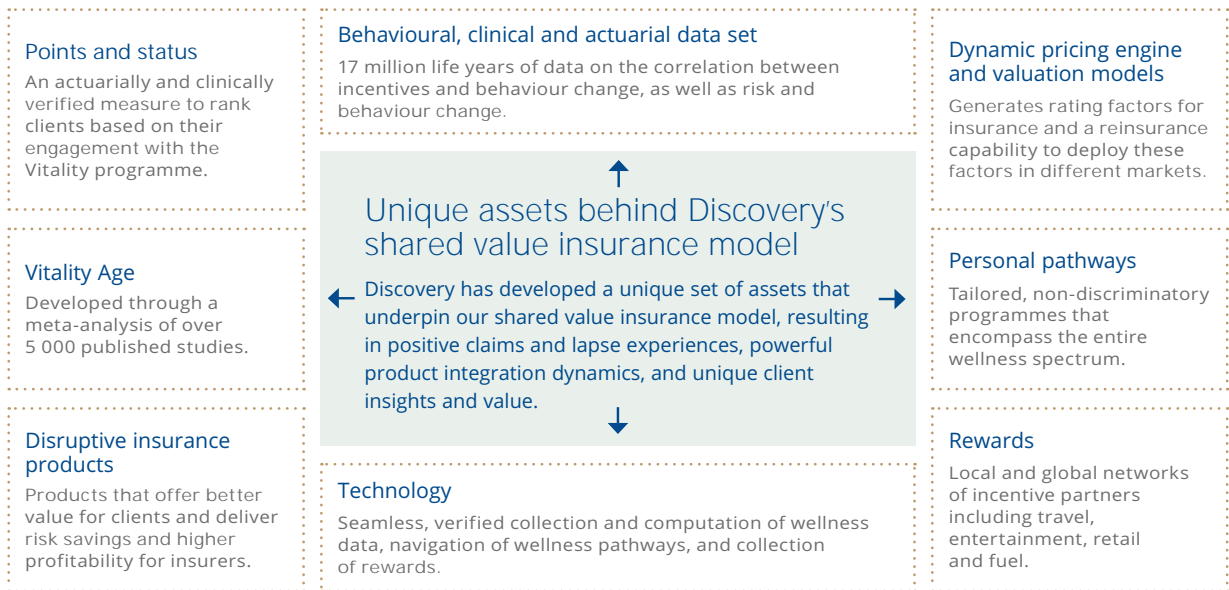 Points and status
An actuarially and clinically
verified measure to rank
clients based on their
engagement with the
Vitality programme.
Behavioural, clinical and actuarial data set
17 million life years of data on the correlation between
incentives and behaviour change, as well as risk and
behaviour change.
Dynamic pricing engine
and valuation models
Generates rating factors for
insurance and a reinsurance
capability to deploy these
factors in different markets.
Unique assets behind Discovery's
shared value insurance model
Discovery has developed a unique set of assets that
underpin our shared value insurance model, resulting
in positive claims and lapse experiences, powerful
product integration dynamics, and unique client
insights and value.
Vitality Age
Developed through a
meta-analysis of over
5 000 published studies.
Personal pathways
Tailored, non-discriminatory
programmes that
encompass the entire
wellness spectrum.
Disruptive insurance
products
Products that offer better
value for clients and deliver
risk savings and higher
profitability for insurers.
Technology
Seamless, verified collection and computation of wellness
data, navigation of wellness pathways, and collection
of rewards.
Rewards
Local and global networks
of incentive partners
including travel,
entertainment, retail
and fuel.